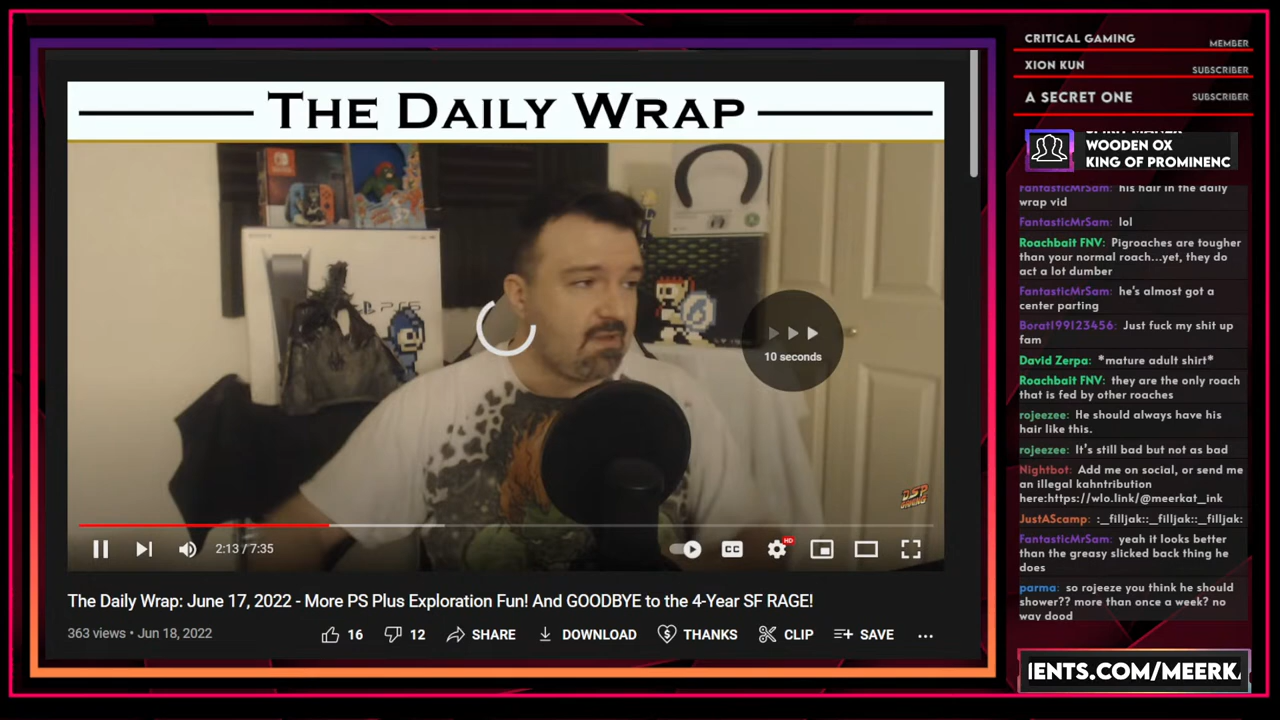 THE DAILY WRAP
10 seconds
2:13 / 7:35
CC
HD
DSP
GAMING
The Daily Wrap: June 17, 2022 - More PS Plus Exploration Fun! And GOODBYE to the 4-Year SF RAGE!
363 views • Jun 18, 2022
16
12
SHARE
DOWNLOAD
THANKS
CLIP
SAVE
CRITICAL GAMING
MEMBER
XION KUN
SUBSCRIBER
A SECRET ONE
SUBSCRIBER
WOODEN OX
KING OF PROMINENC
FantasticMrSam: his hair in the daily
wrap vid
FantasticMrSam: lol
Roachbait FNV: Pigroaches are tougher
than your normal roach...yet, they do
act a lot dumber
FantasticMrSam: he's almost got a
center parting
Borat199123456: Just fuck my shit up
fam
David Zerpa: *mature adult shirt*
Roachbait FNV: they are the only roach
that is fed by other roaches
rojeezee: He should always have his
hair like this.
rojeezee: It's still bad but not as bad
Nightbot: Add me on social, or send me
an illegal kahntribution
here:https://wlo.link/@meerkat_ink
JustAScamp: :_filljak::_filljak::_filljak:
FantasticMrSam: yeah it looks better
than the greasy slicked back thing he
does
parma: so rojeeze you think he should
shower?? more than once a week? no
way dood
IENTS.COM/MEERKA